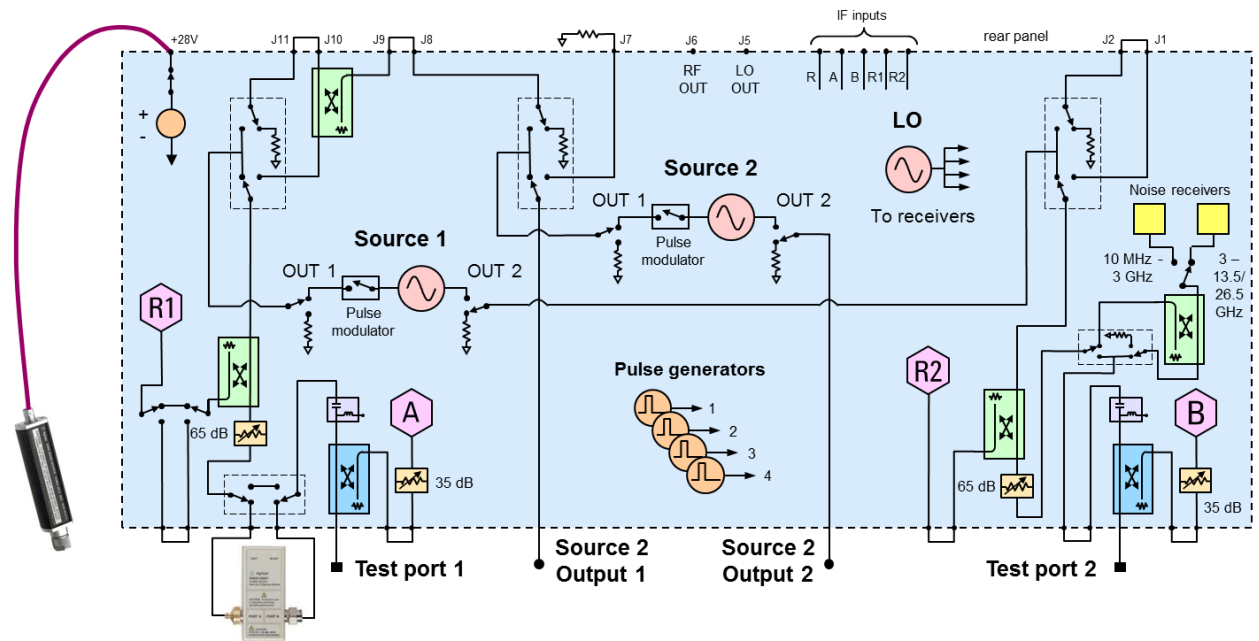 +28V
J11
J10
J9
J8
J7
J6
J5
IF inputs
rear panel
J2
J1
RF
OUT
LO
OUT
R
A
B
R1
R2
+
-
LO
To receivers
Source 2
OUT 1
OUT 2
Pulse
modulator
Source 1
OUT 1
OUT 2
Pulse
modulator
Noise receivers
10 MHz -
3 GHz
3 –
13.5/
26.5
GHz
R1
65 dB
A
35 dB
Pulse generators
1
2
3
4
R2
65 dB
B
35 dB
Test port 1
Source 2
Output 1
Source 2
Output 2
Test port 2
PORT A
PORT B